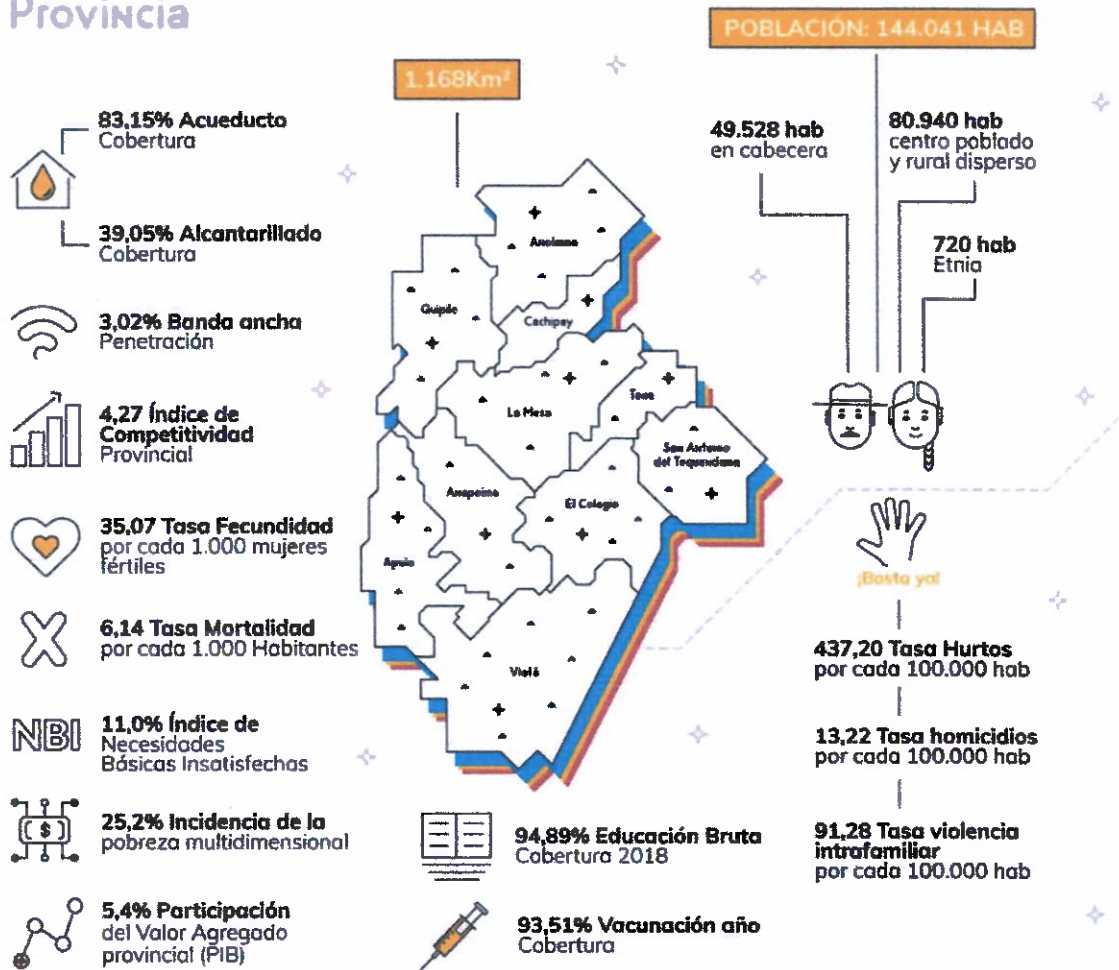 Provincia
POBLACIÓN: 144.041 HAB
1.168Km²
83,15% Acueducto
Cobertura
39,05% Alcantarillado
Cobertura
3,02% Banda ancha
Penetración
4,27 Índice de
Competitividad
Provincial
35,07 Tasa Fecundidad
por cada 1.000 mujeres
fértiles
6,14 Tasa Mortalidad
por cada 1.000 Habitantes
NBI
11,0% Índice de
Necesidades
Básicas Insatisfechas
$
25,2% Incidencia de la
pobreza multidimensional
5,4% Participación
del Valor Agregado
provincial (PIB)
Anolaima
Quipile
Cachipay
La Mesa
Tena
San Antonio
del Tequendama
Anapoima
El Colegio
Apulo
Viotá
94,89% Educación Bruta
Cobertura 2018
93,51% Vacunación año
Cobertura
49.528 hab
en cabecera
80.940 hab
centro poblado
y rural disperso
720 hab
Etnia
¡Basta ya!
437,20 Tasa Hurtos
por cada 100.000 hab
13,22 Tasa homicidios
por cada 100.000 hab
91,28 Tasa violencia
intrafamiliar
por cada 100.000 hab